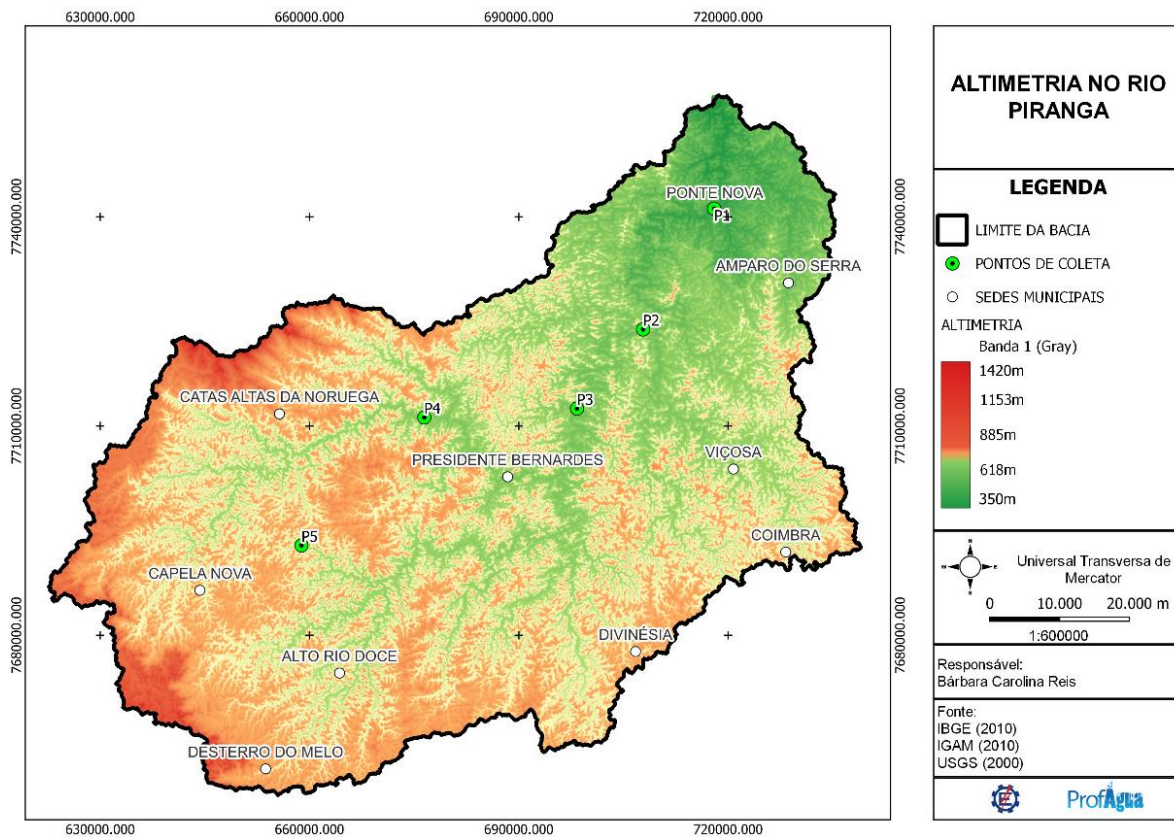 630000.000 660000.000 690000.000 720000.000
7740000.000 7740000.000
7710000.000 7710000.000
7680000.000 7680000.000
PONTE NOVA
P1
AMPARO DO SERRA
P2
CATAS ALTAS DA NORUEGA
P4
P3
PRESIDENTE BERNARDES
VIÇOSA
P5
COIMBRA
CAPELA NOVA
DIVINÉSIA
ALTO RIO DOCE
DESTERRO DO MELO
630000.000 660000.000 690000.000 720000.000
ALTIMETRIA NO RIO
PIRANGA
LEGENDA
LIMITE DA BACIA
PONTOS DE COLETA
SEDES MUNICIPAIS
ALTIMETRIA
Banda 1 (Gray)
1420m
1153m
885m
618m
350m
N
W E
S
Universal Transversa de
Mercator
0 10.000 20.000 m
1:600000
Responsável:
Bárbara Carolina Reis
Fonte:
IBGE (2010)
IGAM (2010)
USGS (2000)
ProfÁgua